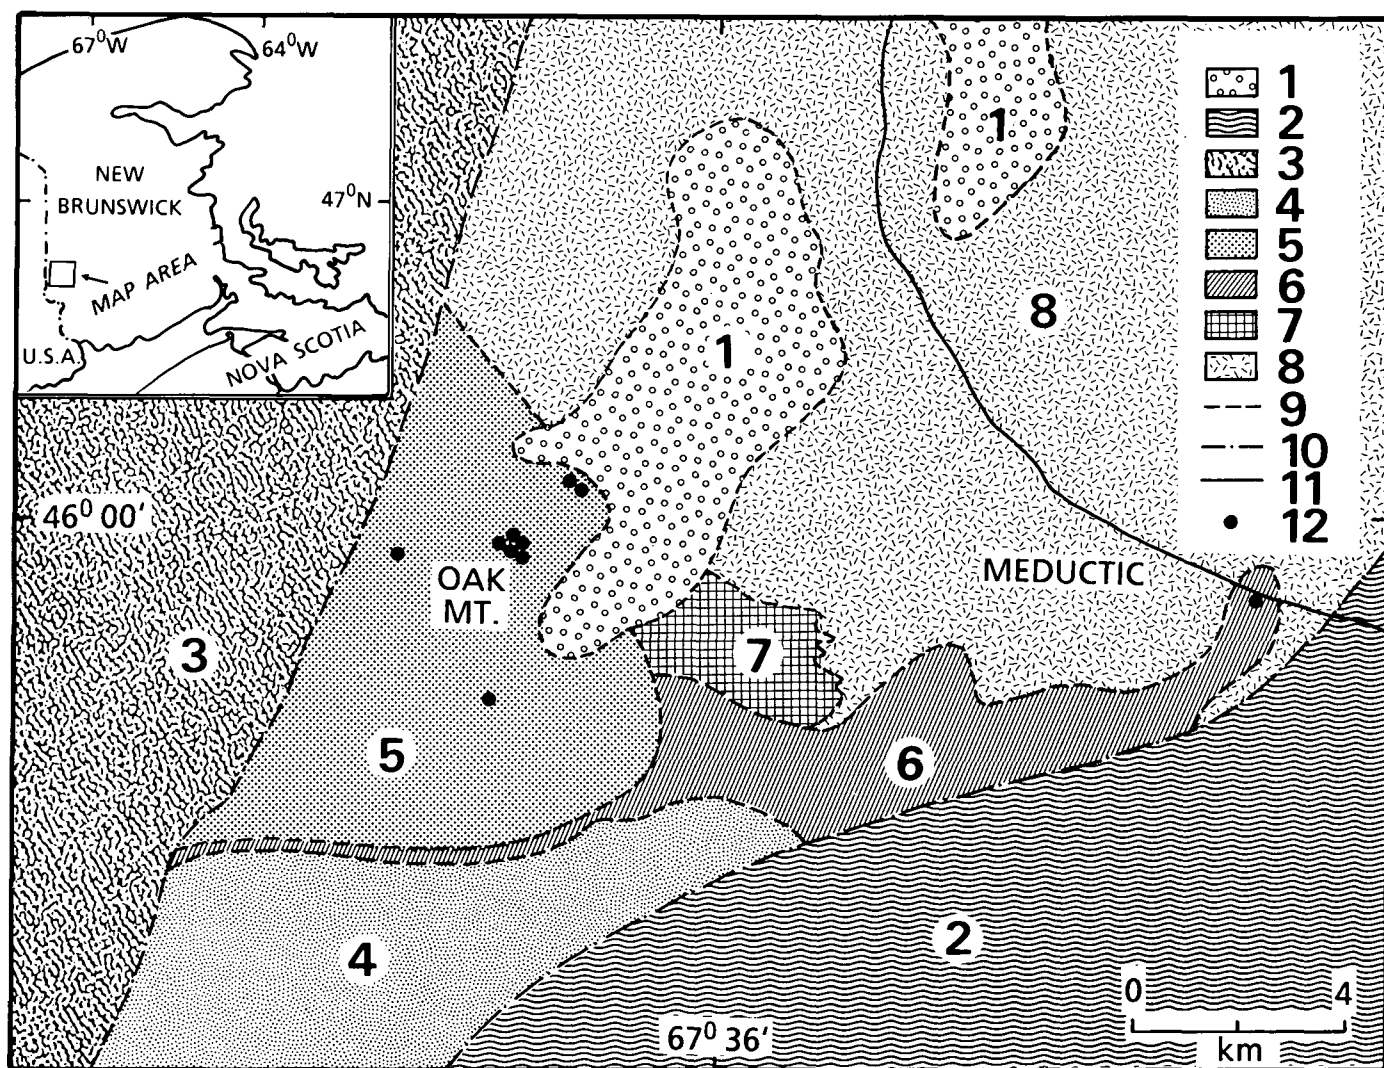 67⁰W
64⁰W
NEW
BRUNSWICK
47⁰N
MAP AREA
U.S.A.
NOVA SCOTIA
1
2
3
4
5
6
7
8
9
10
11
12
1
1
8
46⁰ 00′
OAK
MT.
MEDUCTIC
3
7
5
6
4
2
67⁰ 36′
0 4
km